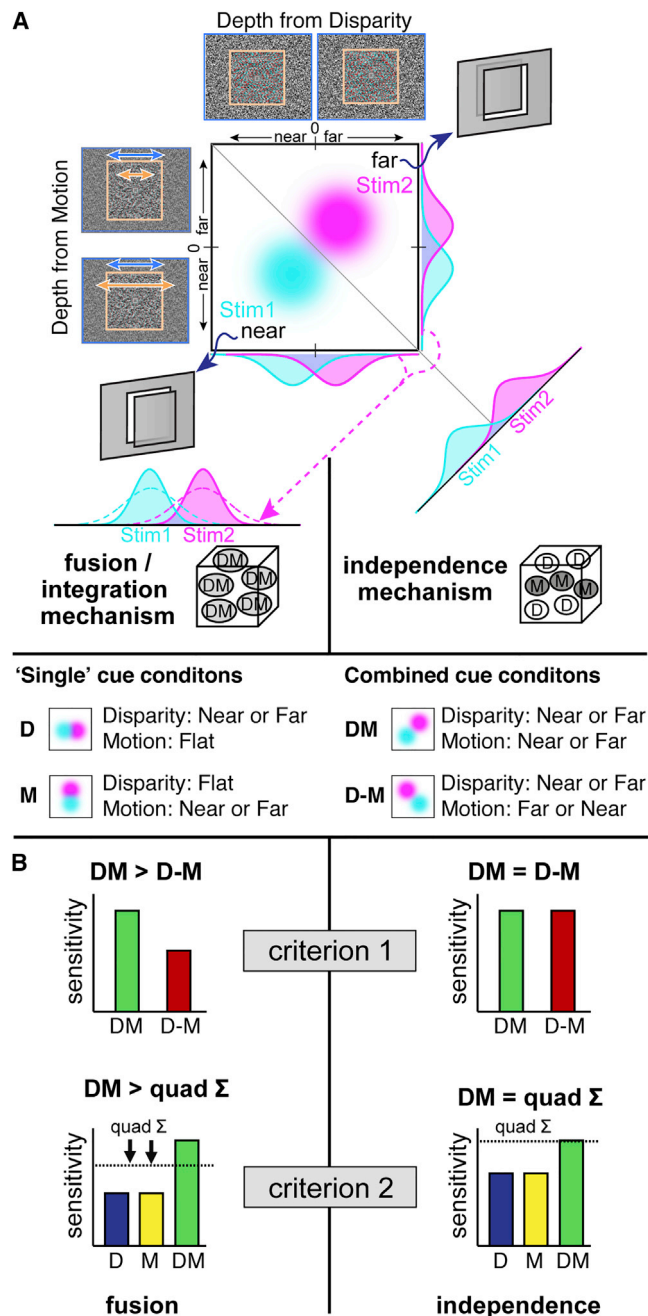 A
Depth from Disparity
0
near far
Depth from Motion
far
0
near
far
Stim2
Stim1
near
Stim1
Stim2
Stim1 Stim2
fusion /
integration
mechanism
DM
DM
DM
DM
DM
independence
mechanism
D
D
M
M
M
D
D
'Single' cue conditons
D
Disparity: Near or Far
Motion: Flat
M
Disparity: Flat
Motion: Near or Far
Combined cue conditons
DM
Disparity: Near or Far
Motion: Near or Far
D-M
Disparity: Near or Far
Motion: Far or Near
B
DM > D-M
sensitivity
DM D-M
criterion 1
DM = D-M
sensitivity
DM D-M
DM > quad Σ
quad Σ
sensitivity
D M DM
fusion
criterion 2
DM = quad Σ
quad Σ
sensitivity
D M DM
independence